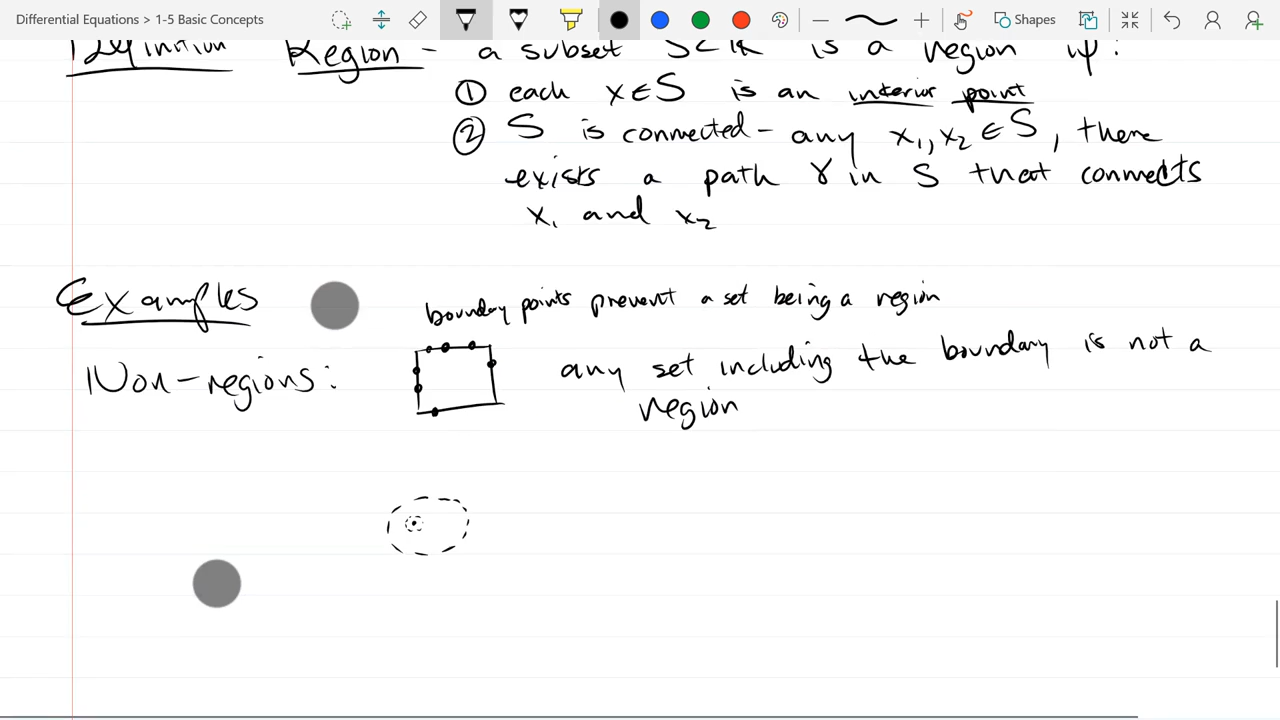 Differential Equations > 1-5 Basic Concepts
Shapes
Definition Region - a subset S⊂ℝ is a region if:
① each x∈S is an interior point
② S is connected - any x₁,x₂ ∈ S, there
exists a path γ in S that connects
x₁ and x₂
Examples
boundary points prevent a set being a region
Non-regions:
any set including the boundary is not a
region